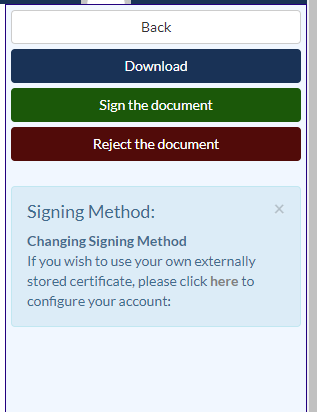 Back
Download
Sign the document
Reject the document
Signing Method:
×
Changing Signing Method
If you wish to use your own externally
stored certificate, please click here to
configure your account: